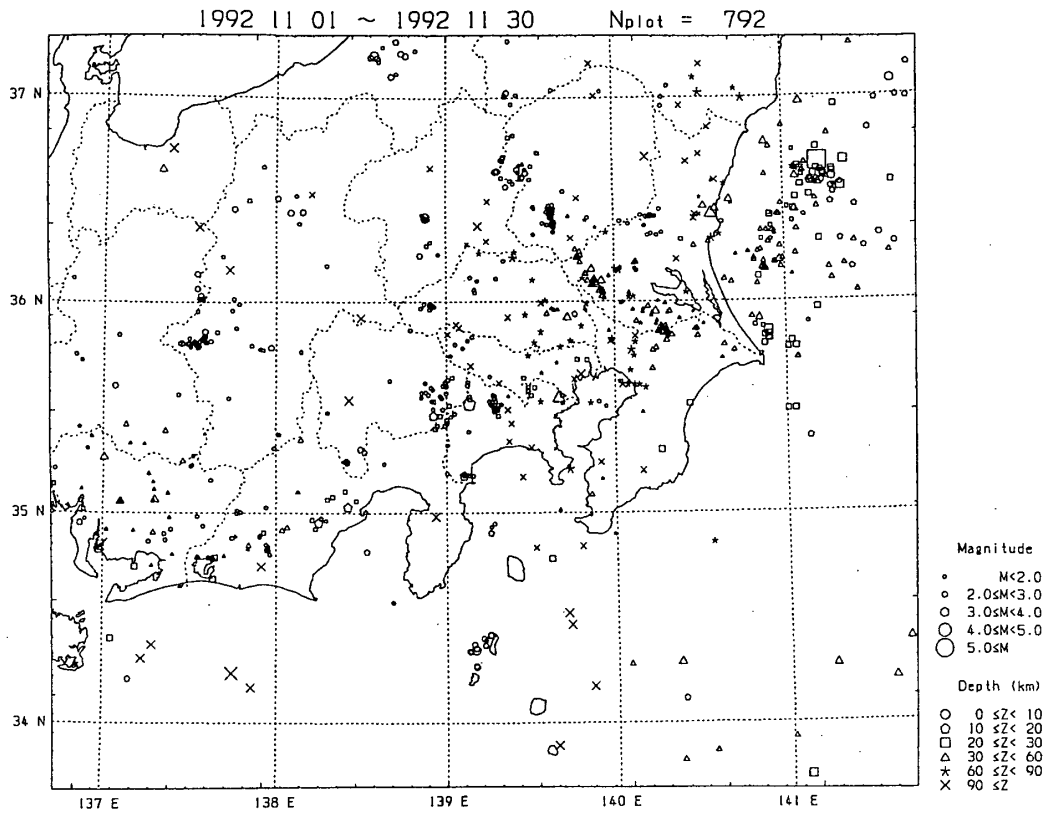 1992 11 01 ~ 1992 11 30 Nplot = 792
37 N
36 N
35 N
34 N
137 E 138 E 139 E 140 E 141 E
Magnitude
M<2.0
2.0≤M<3.0
3.0≤M<4.0
4.0≤M<5.0
5.0≤M
Depth (km)
0 ≤Z< 10
10 ≤Z< 20
20 ≤Z< 30
30 ≤Z< 60
60 ≤Z< 90
90 ≤Z